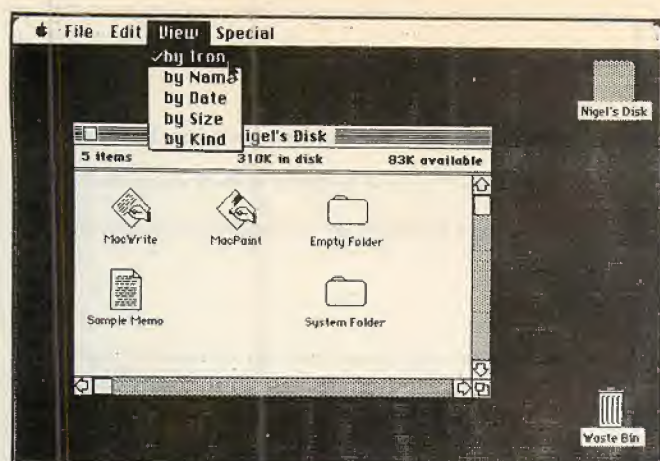 File Edit View Special
✓by Icon
by Name
by Date
by Size
by Kind
Nigel's Disk
igel's Disk
5 items 310K in disk 83K available
MacWrite MacPaint Empty Folder
Sample Memo System Folder
Waste Bin